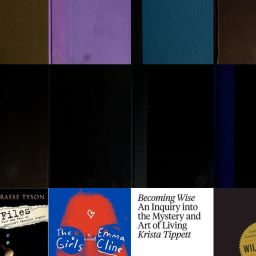 RASSE TYSON
Files
The Girls
Emma Cline
Becoming Wise
An Inquiry into
the Mystery and
Art of Living
Krista Tippett
WIL